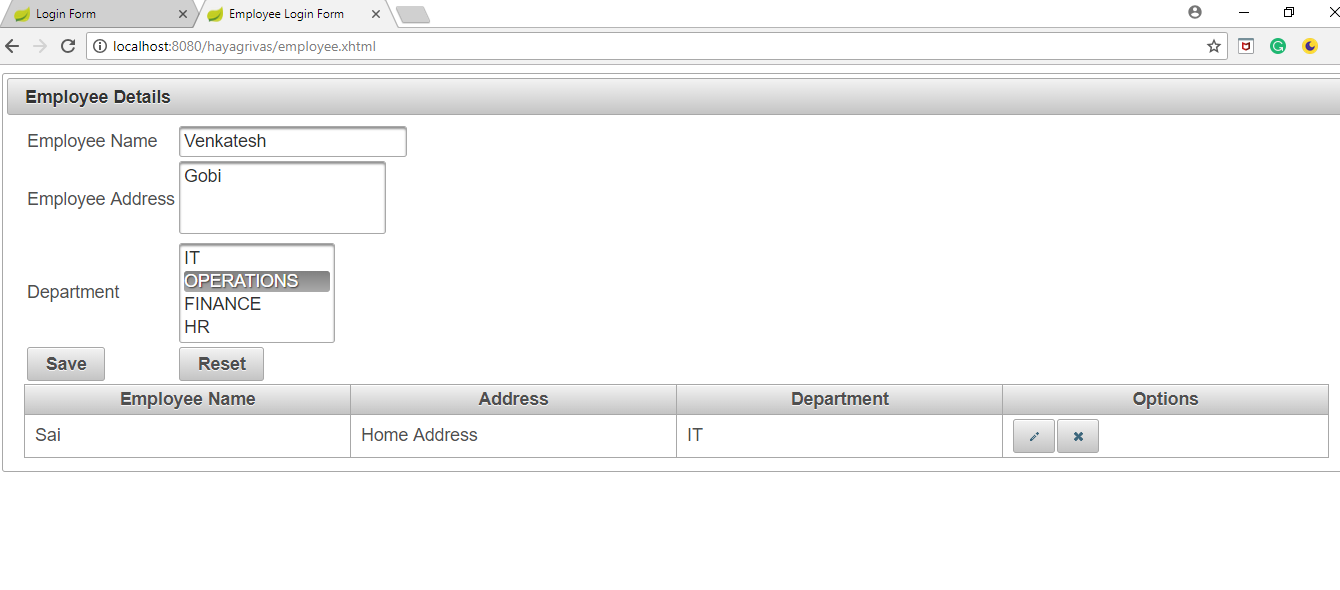 Login Form Employee Login Form
localhost:8080/hayagrivas/employee.xhtml
Employee Details
Employee Name Venkatesh
Employee Address Gobi
IT
OPERATIONS
Department
FINANCE
HR
Save Reset
Employee Name Address Department Options
Sai Home Address IT